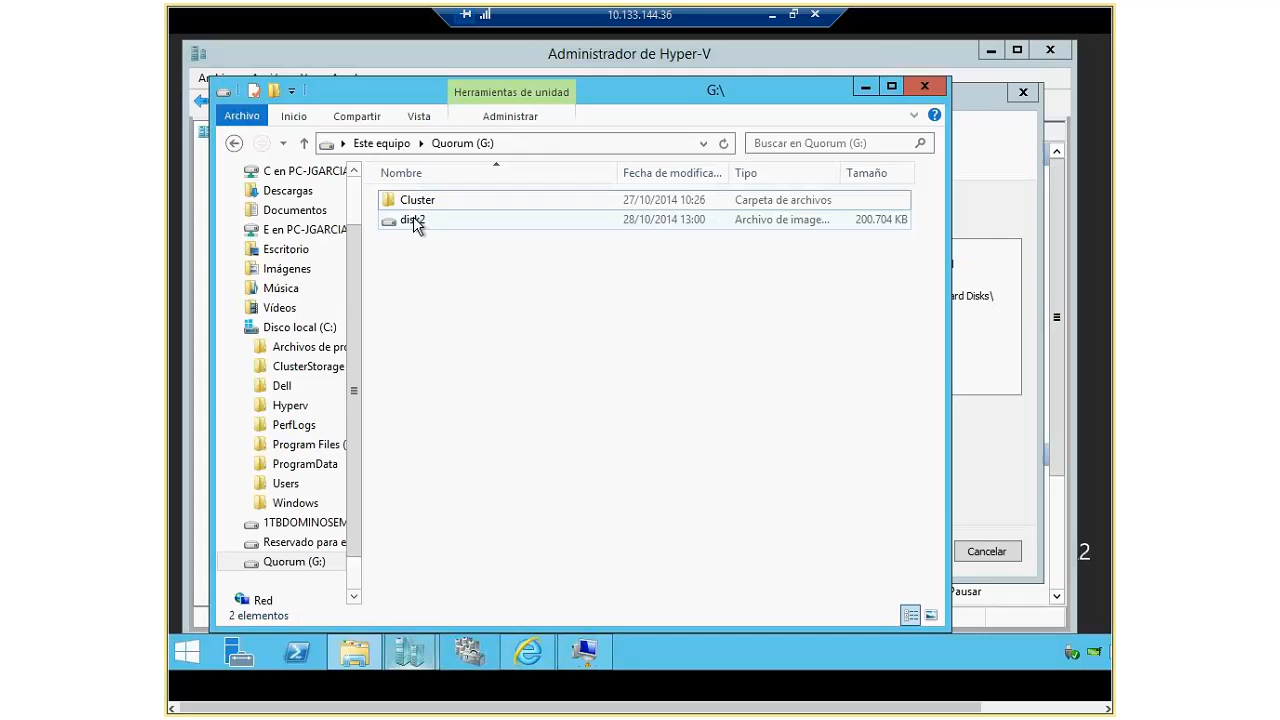 10.133.144.36
Administrador de Hyper-V
Herramientas de unidad
G:\
Archivo
Inicio
Compartir
Vista
Administrar
Este equipo
Quorum (G:)
Buscar en Quorum (G:)
C en PC-JGARCIA
Descargas
Documentos
E en PC-JGARCIA
Escritorio
Imágenes
Música
Vídeos
Disco local (C:)
Archivos de pro
ClusterStorage
Dell
Hyperv
PerfLogs
Program Files (
ProgramData
Users
Windows
1TBDOMINOSEM
Reservado para e
Quorum (G:)
Red
2 elementos
Nombre
Fecha de modifica...
Tipo
Tamaño
Cluster
27/10/2014 10:26
Carpeta de archivos
disk2
28/10/2014 13:00
Archivo de image...
200.704 KB
ard Disks\
Cancelar
2
Pausar